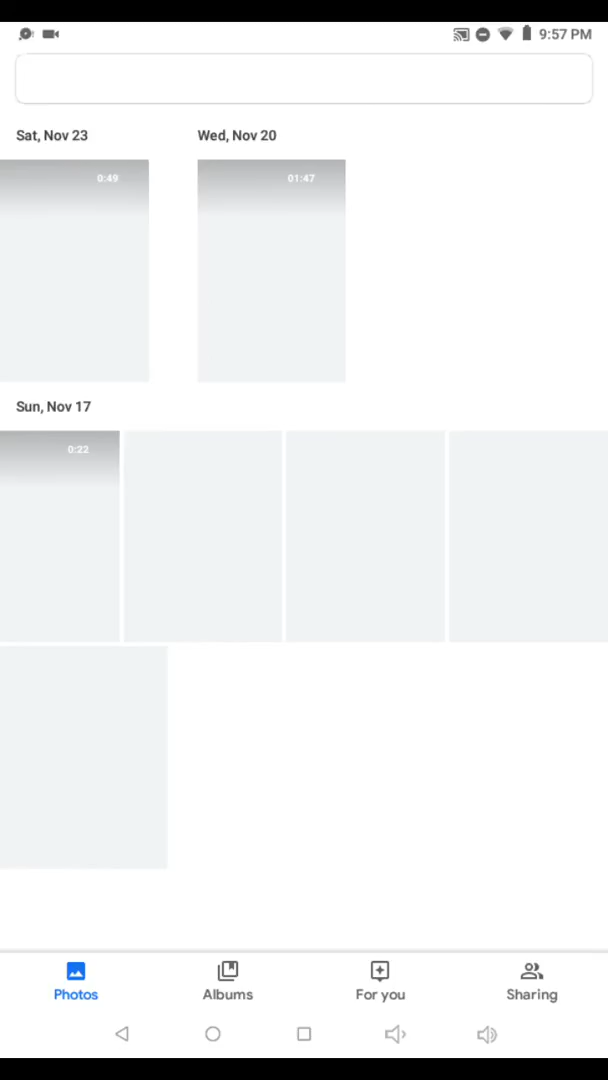 9:57 PM
Sat, Nov 23
Wed, Nov 20
0:49
01:47
Sun, Nov 17
0:22
Photos
Albums
For you
Sharing